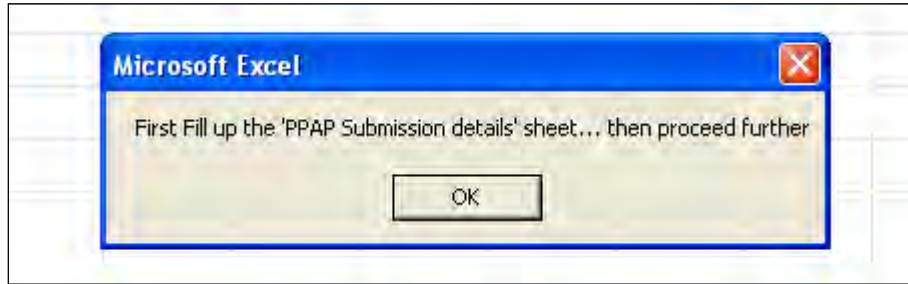 Microsoft Excel
First Fill up the 'PPAP Submission details' sheet... then proceed further
OK